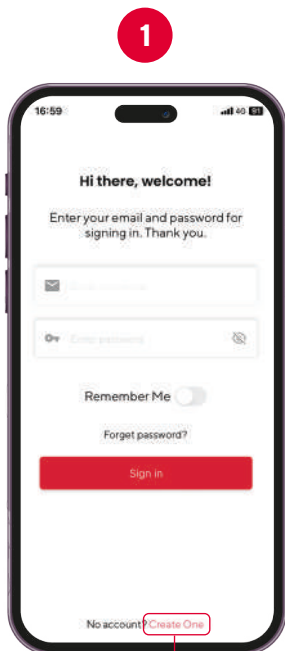 1
16:59
4G 91
Hi there, welcome!
Enter your email and password for
signing in. Thank you.
Enter password
Remember Me
Forget password?
Sign in
No account? Create One